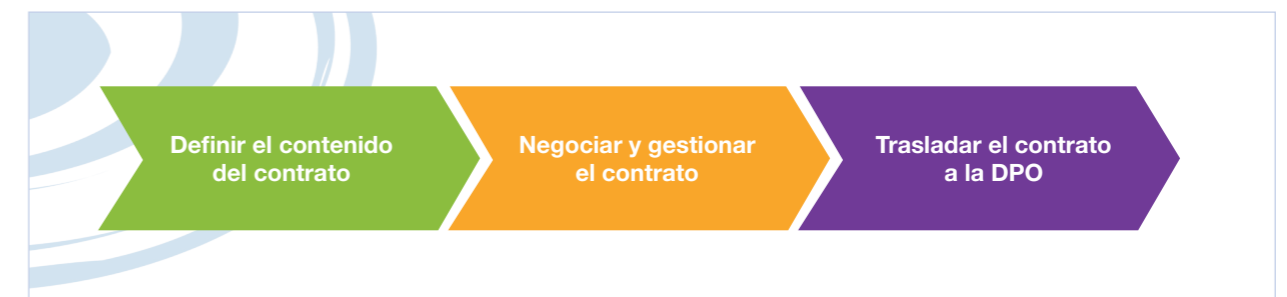 Definir el contenido
del contrato
Negociar y gestionar
el contrato
Trasladar el contrato
a la DPO